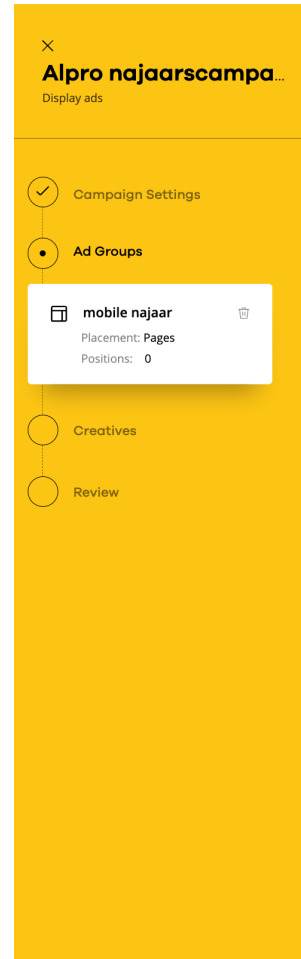 Alpro najaarscampa...
Display ads
Campaign Settings
Ad Groups
mobile najaar
Placement: Pages
Positions: 0
Creatives
Review